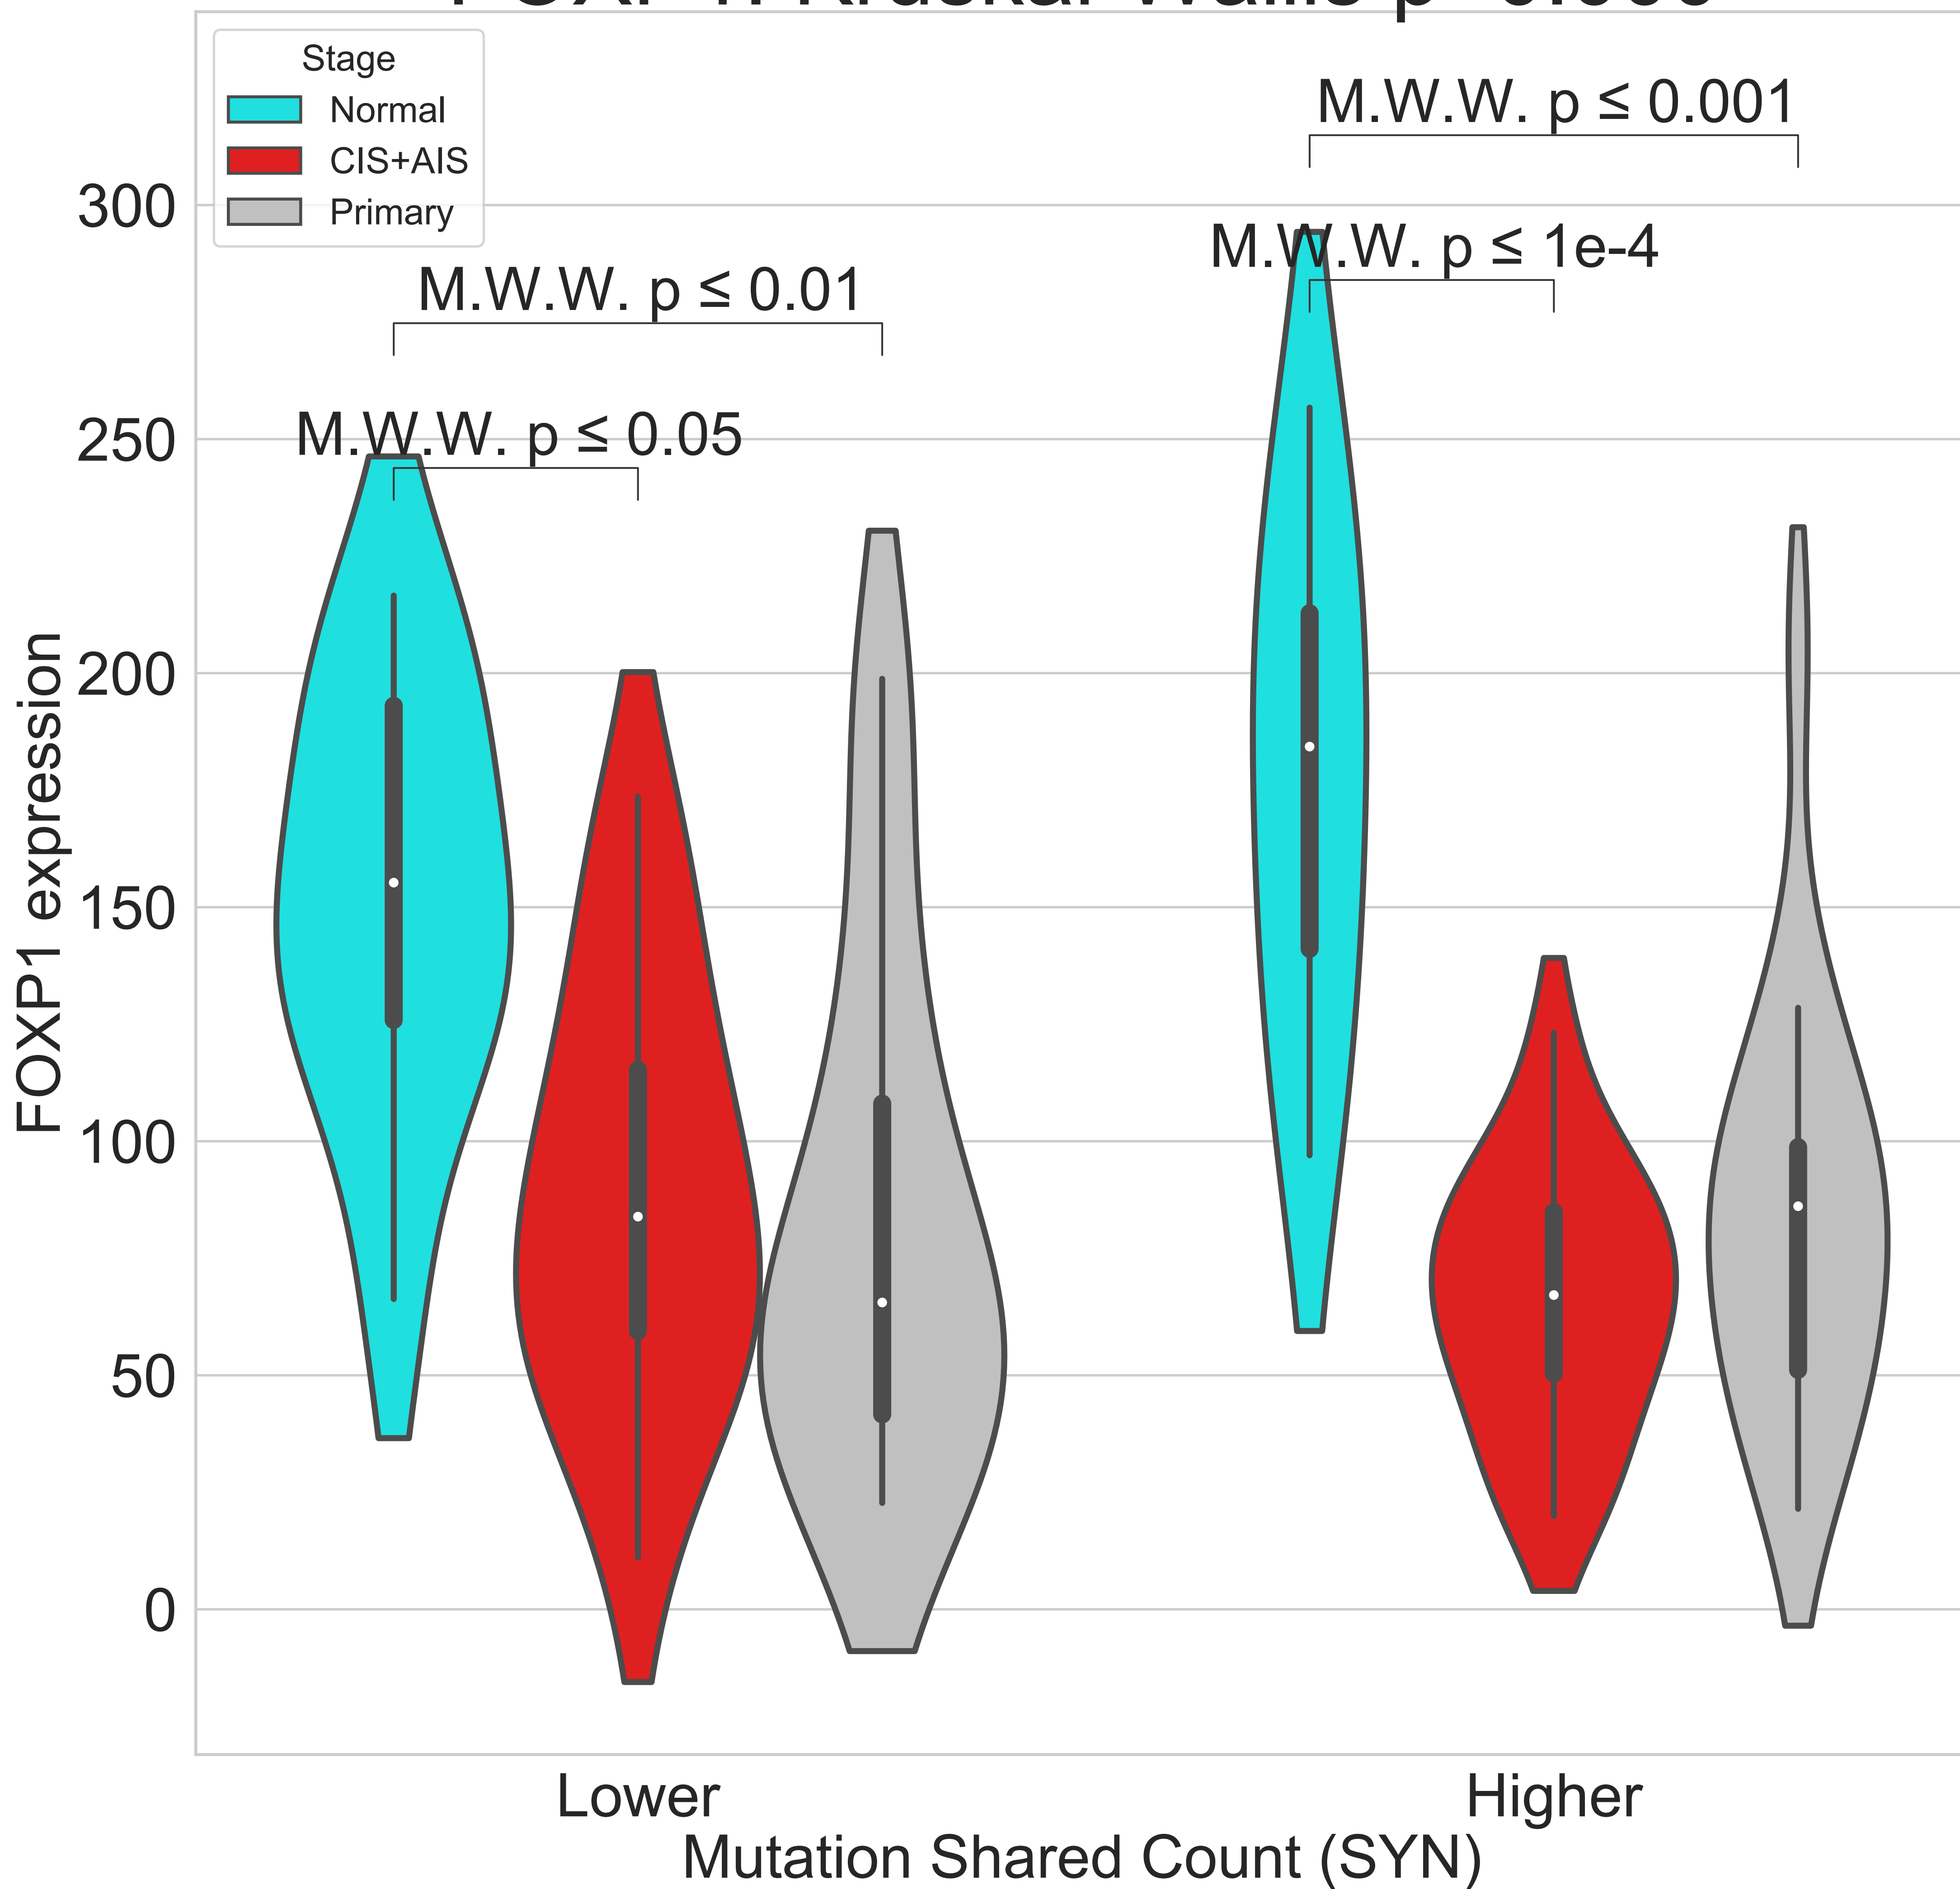 Stage
Normal
CIS+AIS
Primary
M.W.W. p ≤ 0.001
M.W.W. p ≤ 1e-4
M.W.W. p ≤ 0.01
M.W.W. p ≤ 0.05
300
250
200
150
100
50
0
FOXP1 expression
Lower
Higher
Mutation Shared Count (SYN)